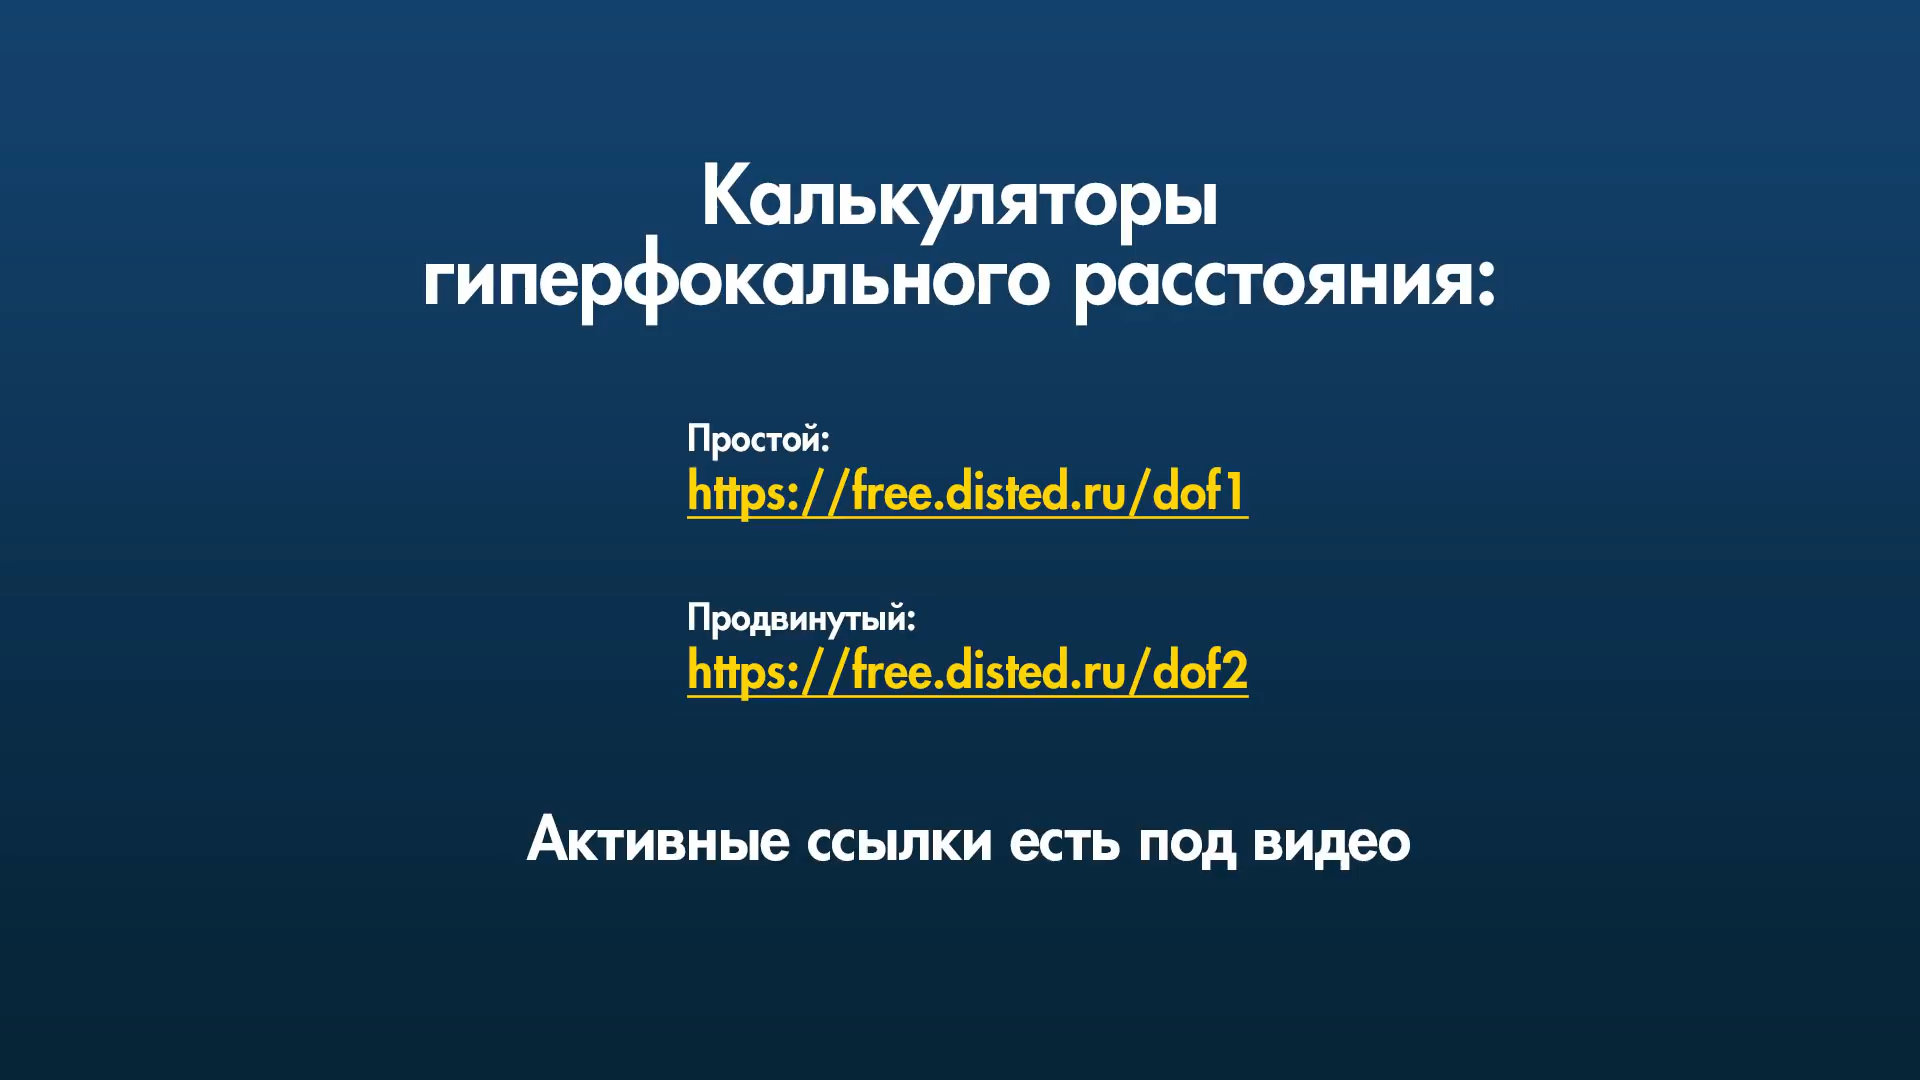 Калькуляторы
гиперфокального расстояния:
Простой:
https://free.disted.ru/dof1
Продвинутый:
https://free.disted.ru/dof2
Активные ссылки есть под видео